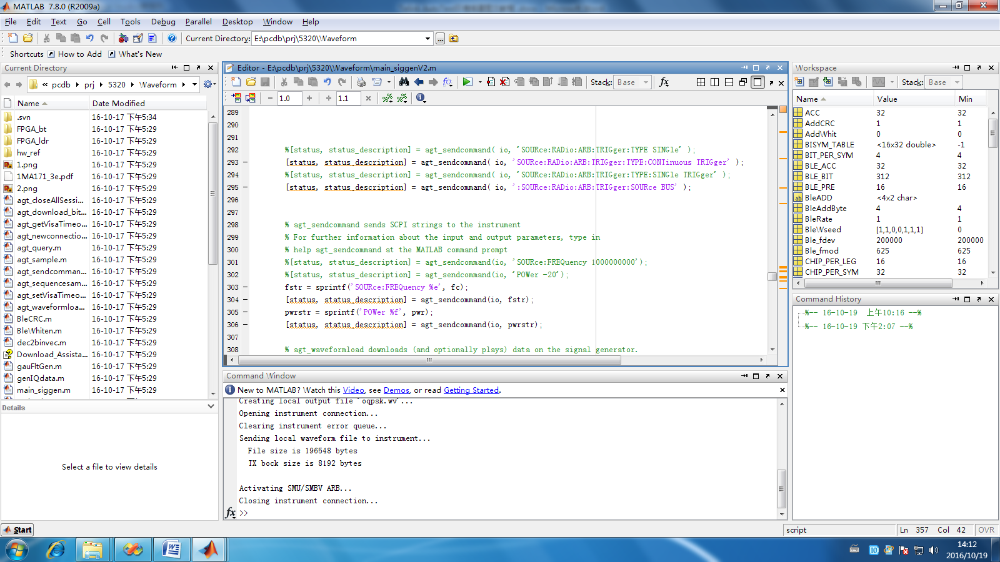 MATLAB 7.8.0 (R2009a)
File Edit Text Go Cell Tools Debug Parallel Desktop Window Help
Current Directory: E:\pcdb\prj\5320\Waveform
Shortcuts How to Add What's New
Current Directory
« pcdb prj 5320 Waveform
Name Date Modified
.svn 16-10-17 下午5:34
FPGA_bt 16-10-17 下午5:29
FPGA_ldr 16-10-17 下午5:29
hw_ref 16-10-17 下午5:29
1.png 16-10-17 下午5:29
1MA171_3e.pdf 16-10-17 下午5:29
2.png 16-10-17 下午5:29
agt_closeAllSessi... 16-10-17 下午5:29
agt_download_bit... 16-10-17 下午5:29
agt_getVisaTimeo... 16-10-17 下午5:29
agt_newconnectio... 16-10-17 下午5:29
agt_query.m 16-10-17 下午5:29
agt_sample.m 16-10-17 下午5:29
agt_sendcomman... 16-10-17 下午5:29
agt_sequencesam... 16-10-17 下午5:29
agt_setVisaTimeo... 16-10-17 下午5:29
agt_waveformloa... 16-10-17 下午5:29
BleCRC.m 16-10-17 下午5:29
BleWhiten.m 16-10-17 下午5:29
dec2binvec.m 16-10-17 下午5:29
Download_Assista... 16-10-17 下午5:29
gauFltGen.m 16-10-17 下午5:29
genIQdata.m 16-10-17 下午5:29
main_siggen.m 16-10-17 下午5:29
Details
Select a file to view details
Editor - E:\pcdb\prj\5320\Waveform\main_siggenV2.m
Stack: Base
1.0 1.1
289
290
291
292 %[status, status_description] = agt_sendcommand( io, 'SOURce:RADio:ARB:TRIGger:TYPE SINGle' );
293 [status, status_description] = agt_sendcommand( io, 'SOURce:RADio:ARB:TRIGger:TYPE:CONTinuous TRIGger' );
294 %[status, status_description] = agt_sendcommand( io, 'SOURce:RADio:ARB:TRIGger:TYPE:SINGle TRIGger' );
295 [status, status_description] = agt_sendcommand( io, ':SOURce:RADio:ARB:TRIGger:SOURce BUS' );
296
297
298 % agt_sendcommand sends SCPI strings to the instrument
299 % For further information about the input and output parameters, type in
300 % help agt_sendcommand at the MATLAB command prompt
301 %[status, status_description] = agt_sendcommand(io, 'SOURce:FREQuency 1000000000');
302 %[status, status_description] = agt_sendcommand(io, 'POWer -20');
303 fstr = sprintf('SOURce:FREQuency %e', fc);
304 [status, status_description] = agt_sendcommand(io, fstr);
305 pwrstr = sprintf('POWer %f', pwr);
306 [status, status_description] = agt_sendcommand(io, pwrstr);
307
308 % agt_waveformload downloads (and optionally plays) data on the signal generator.
Command Window
New to MATLAB? Watch this Video, see Demos, or read Getting Started.
Creating local output file 'oqpsk.wv'...
Opening instrument connection...
Clearing instrument error queue...
Sending local waveform file to instrument...
File size is 196548 bytes
TX bock size is 8192 bytes
Activating SMU/SMBV ARB...
Closing instrument connection...
fx >>
Workspace
Stack: Base
Name Value Min
ACC 32 32
AddCRC 1 1
AddWhit 0 0
BISYM_TABLE <16x32 double> -1
BIT_PER_SYM 4 4
BLE_ACC 32 32
BLE_BIT 312 312
BLE_PRE 16 16
BleADD <4x2 char>
BleAddByte 4 4
BleRate 1 1
BleWseed [1,1,0,0,1,1,1] 0
Ble_fdev 200000 200000
Ble_fmod 625 625
CHIP_PER_LEG 16 16
CHIP_PER_SYM 32 32
Command History
%-- 16-10-19 上午10:16 --%
%-- 16-10-19 下午2:07 --%
Start
script Ln 357 Col 42 OVR
14:12
2016/10/19